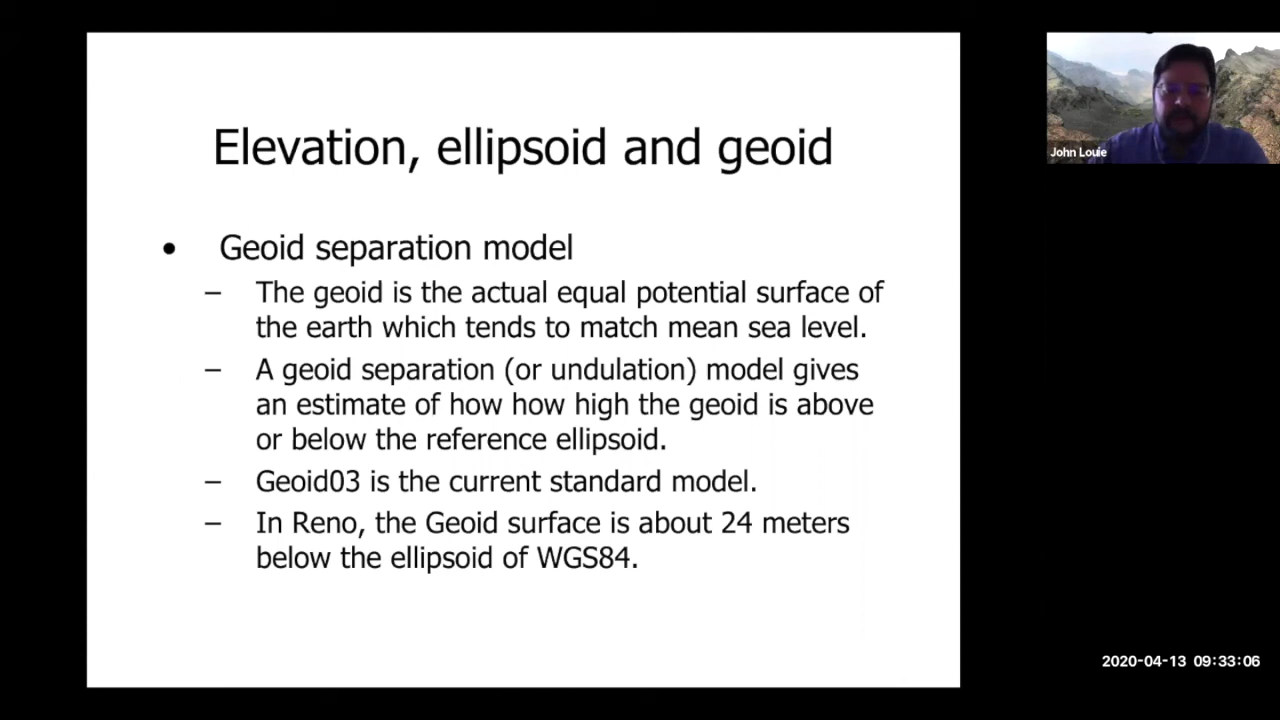 Elevation, ellipsoid and geoid
• Geoid separation model
– The geoid is the actual equal potential surface of
the earth which tends to match mean sea level.
– A geoid separation (or undulation) model gives
an estimate of how how high the geoid is above
or below the reference ellipsoid.
– Geoid03 is the current standard model.
– In Reno, the Geoid surface is about 24 meters
below the ellipsoid of WGS84.
John Louie
2020-04-13 09:33:06